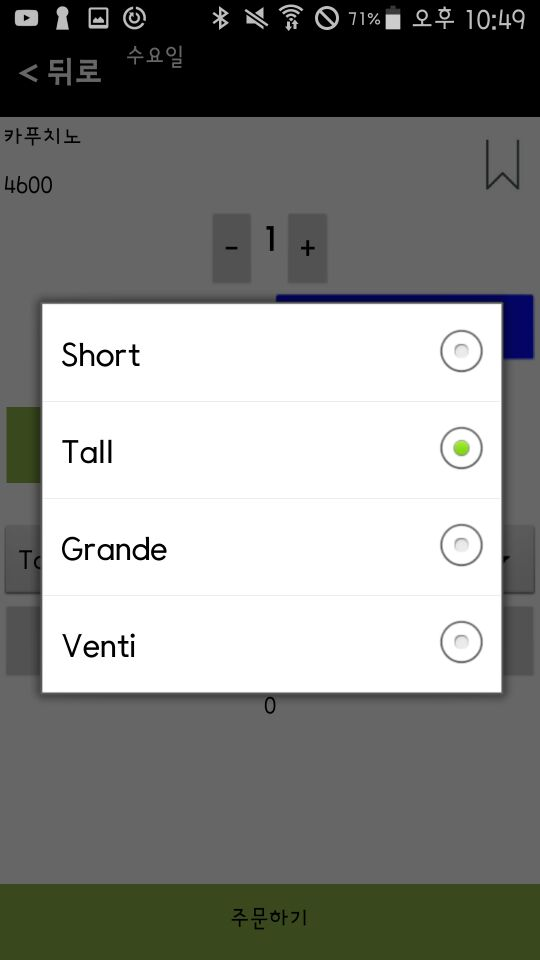 71% 오후 10:49
수요일
< 뒤로
카푸치노
4600
- 1 +
Short
Tall
Grande
Venti
0
주문하기